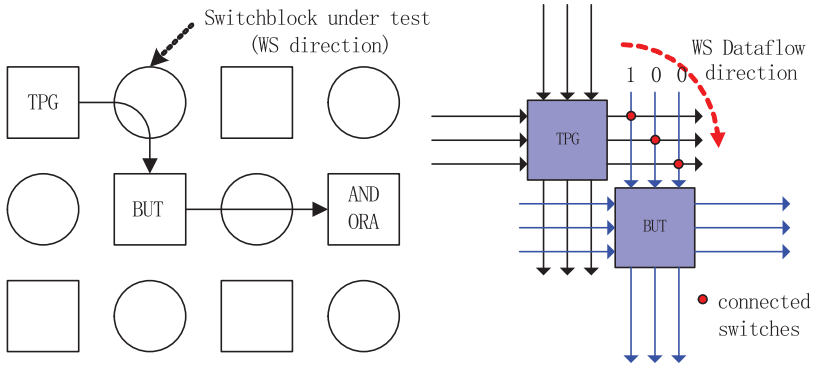 Switchblock under test
(WS direction)
TPG
BUT
AND
ORA
WS Dataflow
direction
1 0 0
TPG
BUT
connected
switches